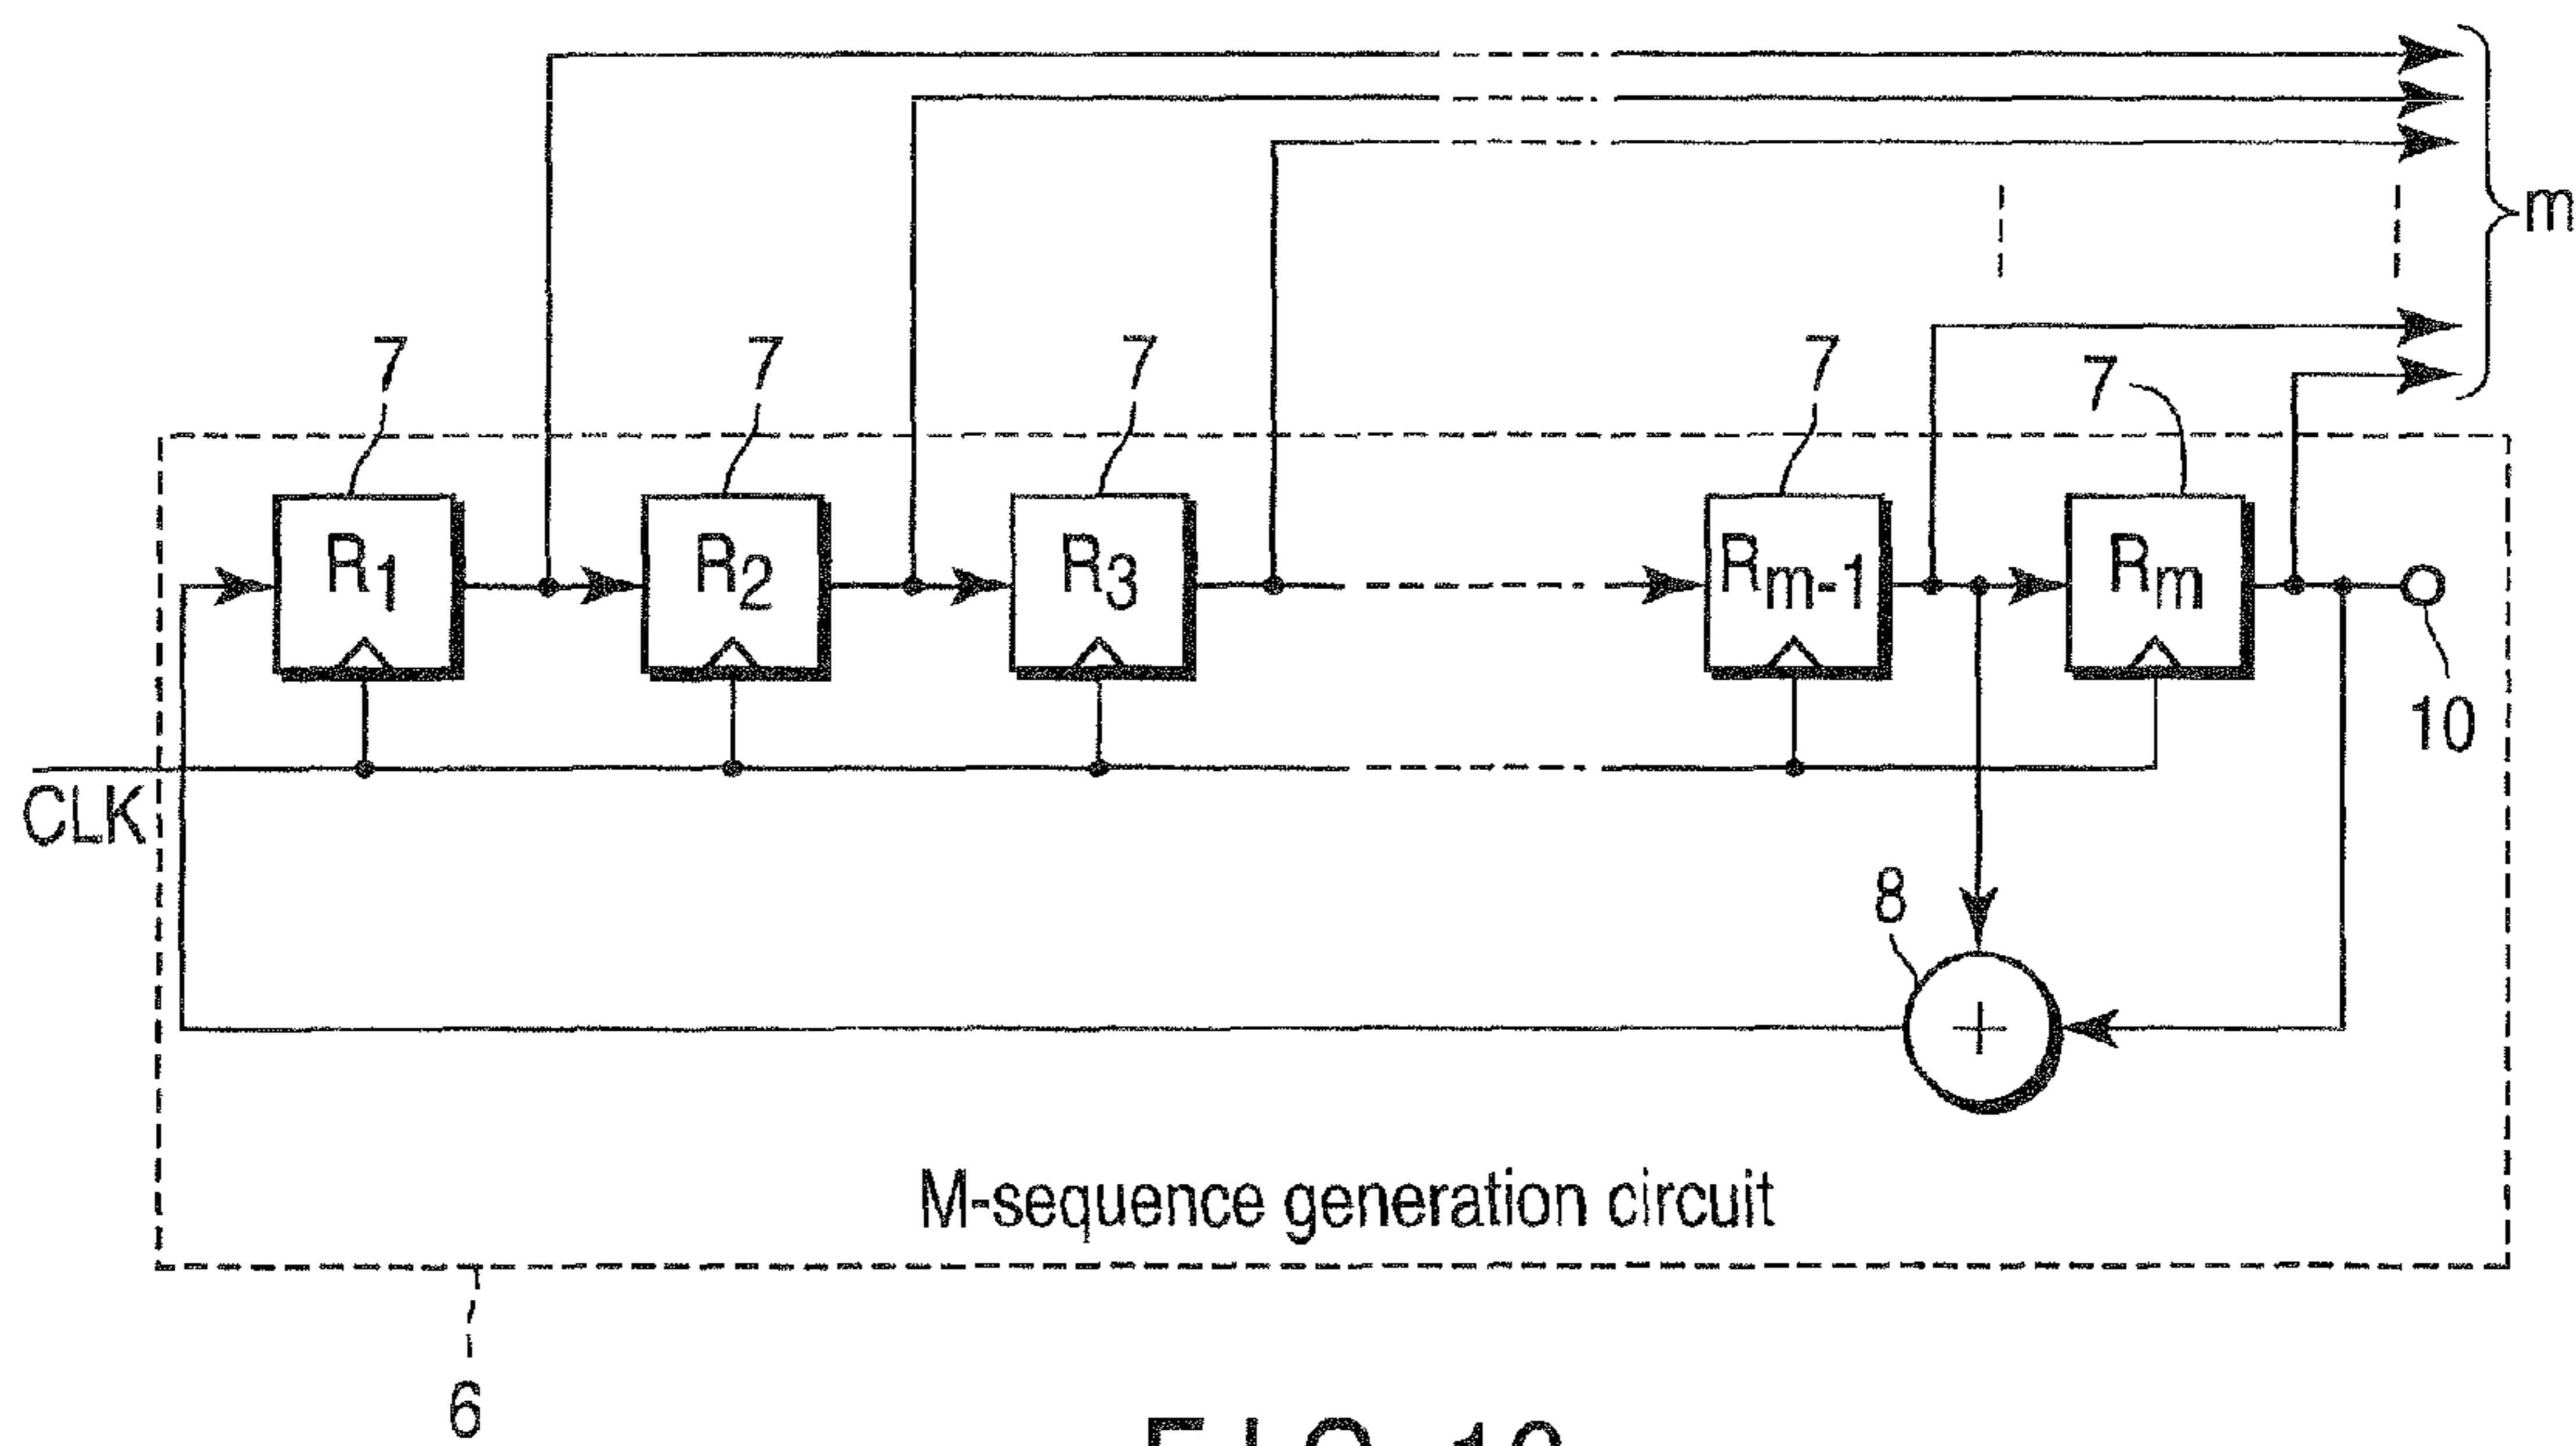 m
7 7 7 7 7
R1 R2 R3 Rm-1 Rm
10
CLK
8
+
M-sequence generation circuit
6